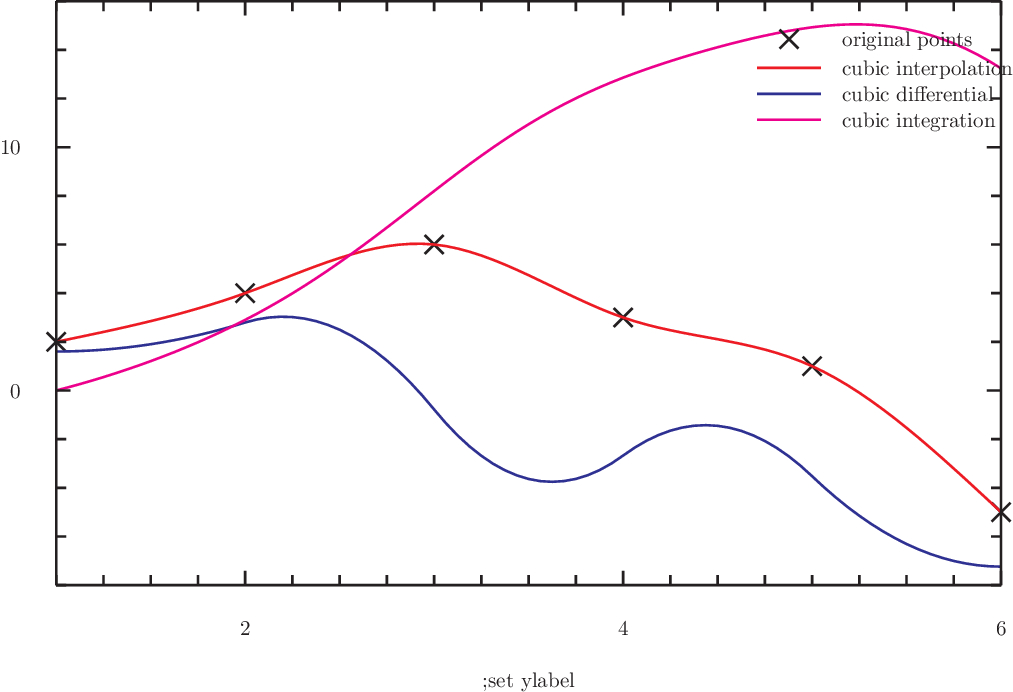 original points
cubic interpolation
cubic differential
cubic integration
10
0
2 4 6
;set ylabel